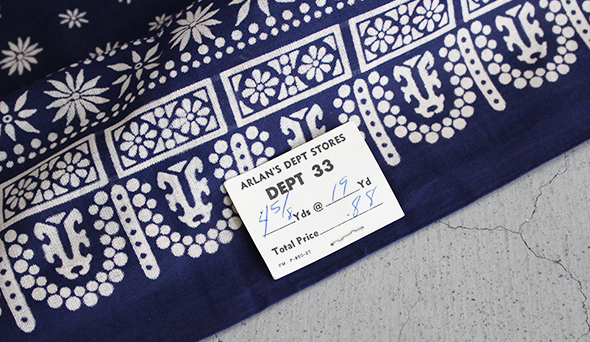 ARLAN'S DEPT STORES
DEPT 33
4 5/8 Yds @ 19 Yd
Total Price .88